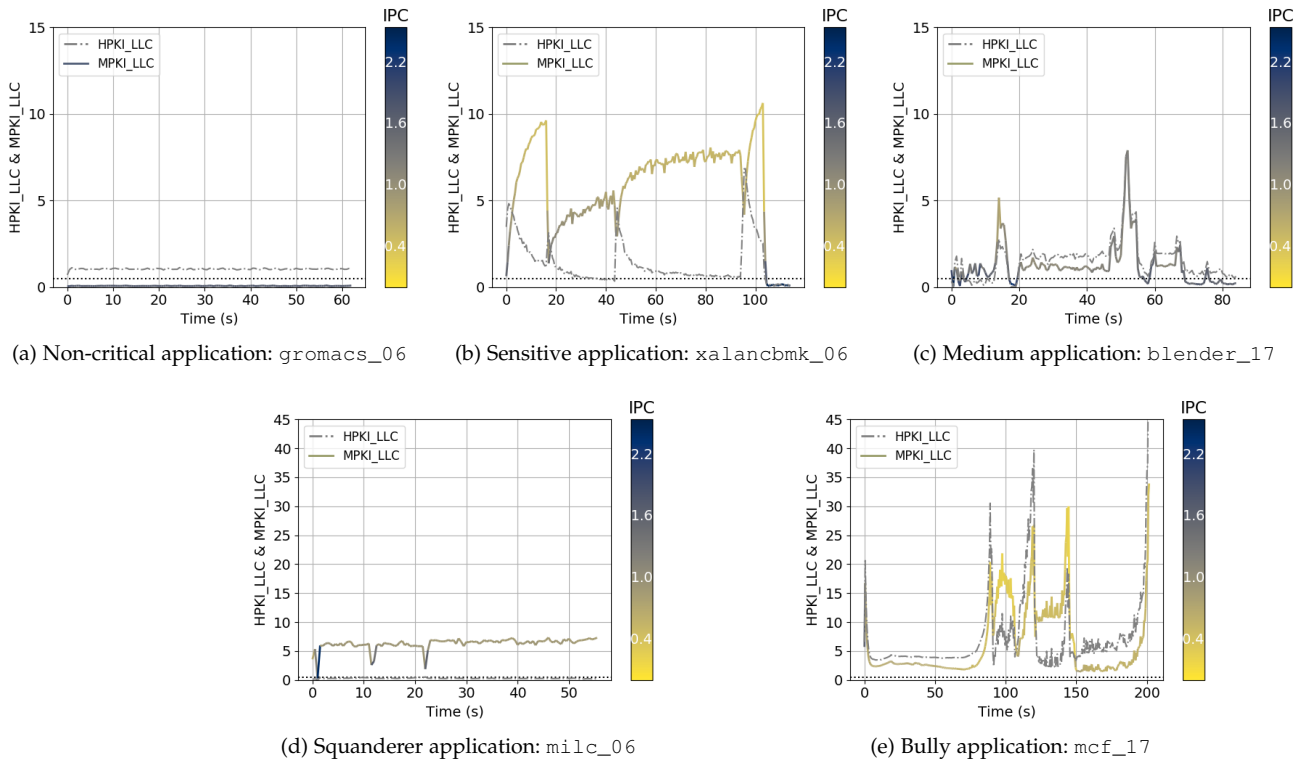 IPC
15
10
5
0
HPKI_LLC & MPKI_LLC
HPKI_LLC
MPKI_LLC
2.2
1.6
1.0
0.4
0 10 20 30 40 50 60
Time (s)
(a) Non-critical application: gromacs_06
IPC
15
10
5
0
HPKI_LLC & MPKI_LLC
HPKI_LLC
MPKI_LLC
2.2
1.6
1.0
0.4
0 20 40 60 80 100
Time (s)
(b) Sensitive application: xalancbmk_06
IPC
15
10
5
0
HPKI_LLC & MPKI_LLC
HPKI_LLC
MPKI_LLC
2.2
1.6
1.0
0.4
0 20 40 60 80
Time (s)
(c) Medium application: blender_17
IPC
45
40
35
30
25
20
15
10
5
0
HPKI_LLC & MPKI_LLC
HPKI_LLC
MPKI_LLC
2.2
1.6
1.0
0.4
0 10 20 30 40 50
Time (s)
(d) Squanderer application: milc_06
IPC
45
40
35
30
25
20
15
10
5
0
HPKI_LLC & MPKI_LLC
HPKI_LLC
MPKI_LLC
2.2
1.6
1.0
0.4
0 50 100 150 200
Time (s)
(e) Bully application: mcf_17